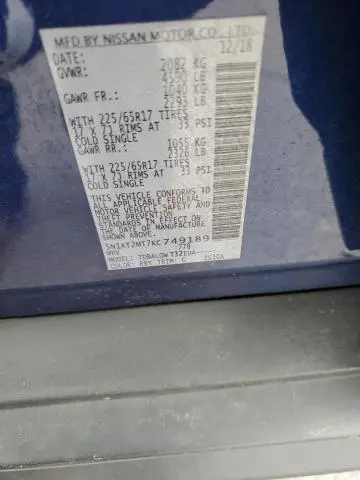 MFD BY NISSAN MOTOR CO., LTD.
DATE: 12/18
GVWR: 2082 KG
4590 LB
GAWR FR.: 1040 KG
2293 LB
WITH 225/65R17 TIRES
17 X 7J RIMS AT 33 PSI
COLD SINGLE
GAWR RR.: 1055 KG
2326 LB
WITH 225/65R17 TIRES
17 X 7J RIMS AT 33 PSI
COLD SINGLE
THIS VEHICLE CONFORMS TO
ALL APPLICABLE FEDERAL
MOTOR VEHICLE SAFETY AND
THEFT PREVENTION
STANDARDS IN EFFECT ON
THE DATE OF MANUFACTURE
SHOWN ABOVE.
5N1AT2MT7KC749189
MPV 778
MODEL:
COLOR: RBY TRIM: G